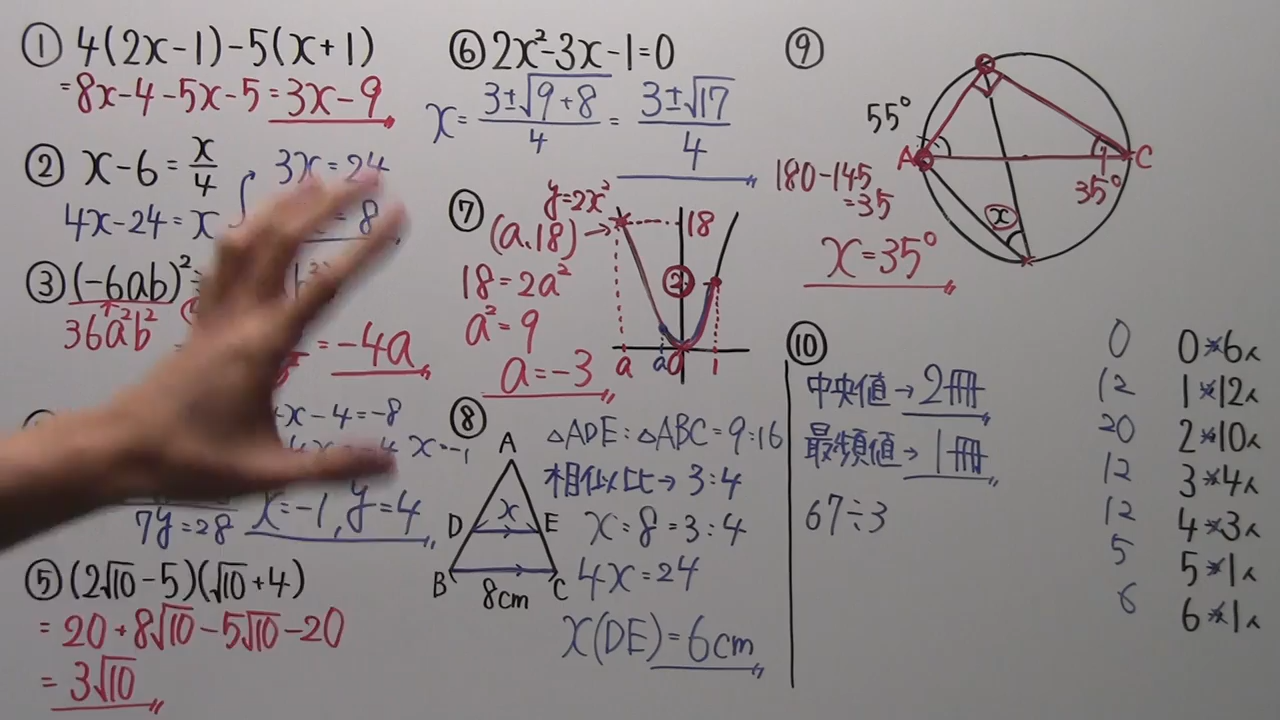 ① 4(2x-1)-5(x+1)
=8x-4-5x-5=3x-9
② x-6=x/4
4x-24=x
3x=24
=8
③ (-6ab)²
36a²b²
=-4a
x-4=-8
x=-1
7y=28
x=-1, y=4
⑤ (2√10-5)(√10+4)
=20+8√10-5√10-20
=3√10
⑥ 2x²-3x-1=0
x=(3±√(9+8))/4=(3±√17)/4
⑦ y=2x²
(a.18)→
18
18=2a²
a²=9
a=-3
2
a a 0 1
⑧ △ADE:△ABC=9:16
相似比→3:4
x:8=3:4
4x=24
x(DE)=6cm
A
x
D E
B C
8cm
⑨
55°
A C
180-145
=35
35°
x
x=35°
⑩
中央値→2冊
最頻値→1冊
67÷3
0 0*6人
12 1*12人
20 2*10人
12 3*4人
12 4*3人
5 5*1人
6 6*1人